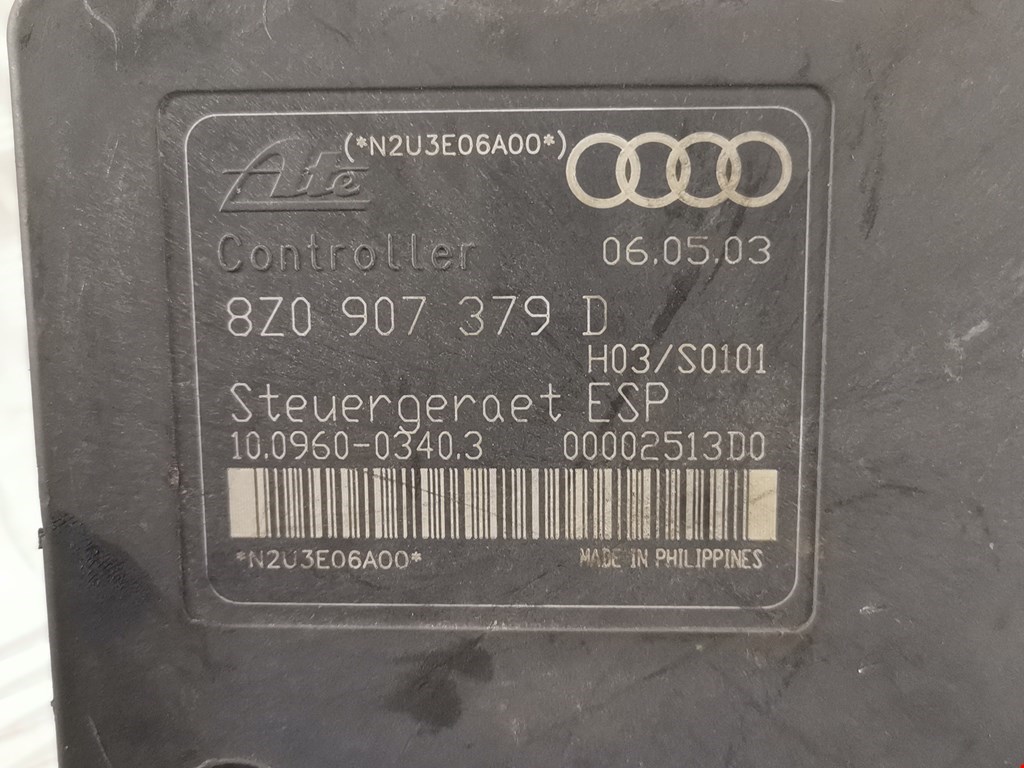 (*N2U3E06A00*)
Ate
Controller 06.05.03
8Z0 907 379 D
H03/S0101
Steuergeraet ESP
10.0960-0340.3 00002513D0
*N2U3E06A00* MADE IN PHILIPPINES